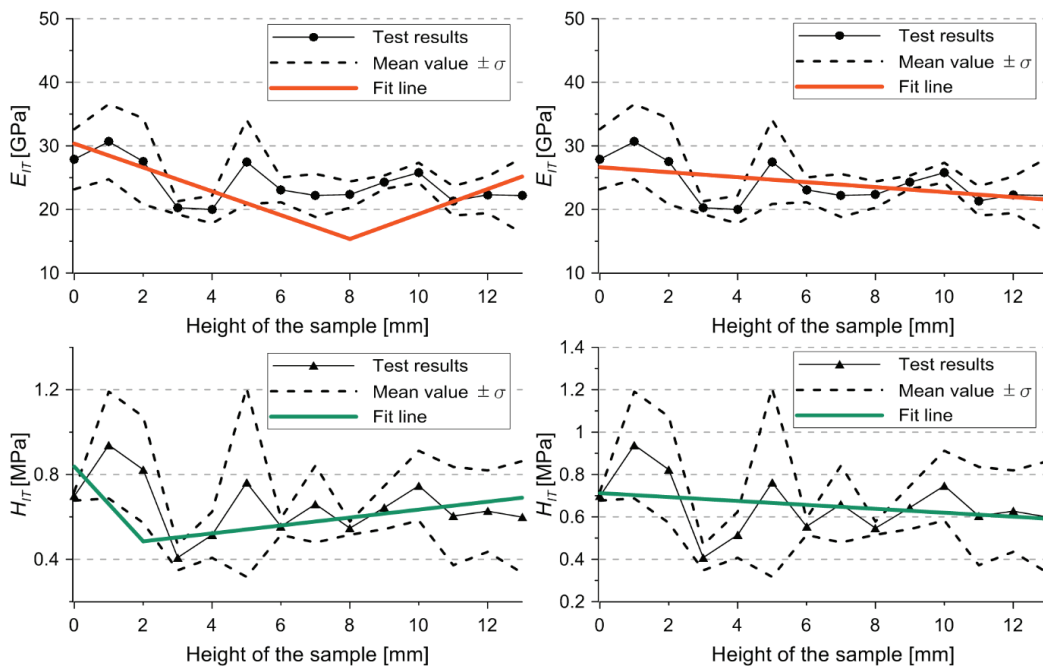 50
40
30
20
10
E_IT [GPa]
Test results
Mean value ± σ
Fit line
0 2 4 6 8 10 12
Height of the sample [mm]
50
40
30
20
10
E_IT [GPa]
Test results
Mean value ± σ
Fit line
0 2 4 6 8 10 12
Height of the sample [mm]
1.2
0.8
0.4
H_IT [MPa]
Test results
Mean value ± σ
Fit line
0 2 4 6 8 10 12
Height of the sample [mm]
1.4
1.2
1
0.8
0.6
0.4
0.2
H_IT [MPa]
Test results
Mean value ± σ
Fit line
0 2 4 6 8 10 12
Height of the sample [mm]